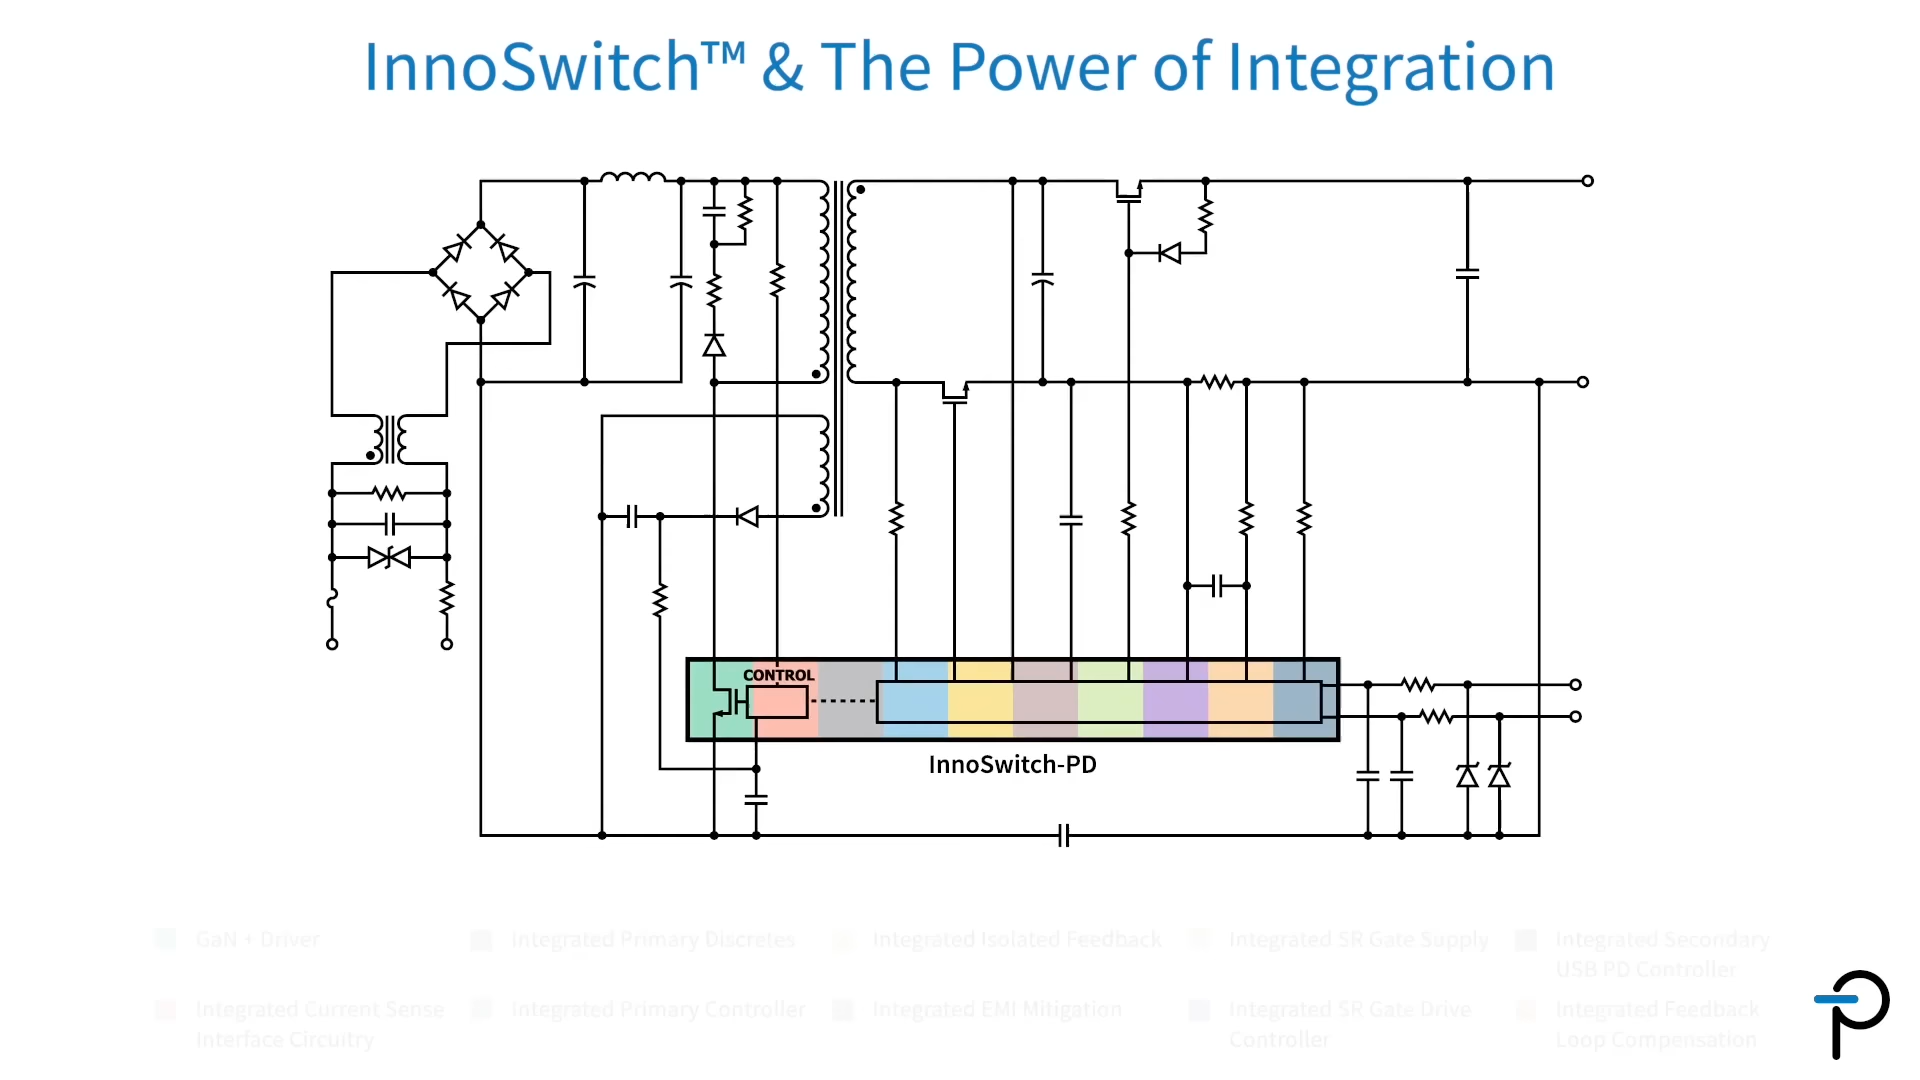 InnoSwitch™ & The Power of Integration
CONTROL
InnoSwitch-PD
GaN + Driver
Integrated Primary Discretes
Integrated Isolated Feedback
Integrated SR Gate Supply
Integrated Secondary
USB PD Controller
Integrated Current Sense
Interface Circuitry
Integrated Primary Controller
Integrated EMI Mitigation
Integrated SR Gate Drive
Controller
Integrated Feedback
Loop Compensation